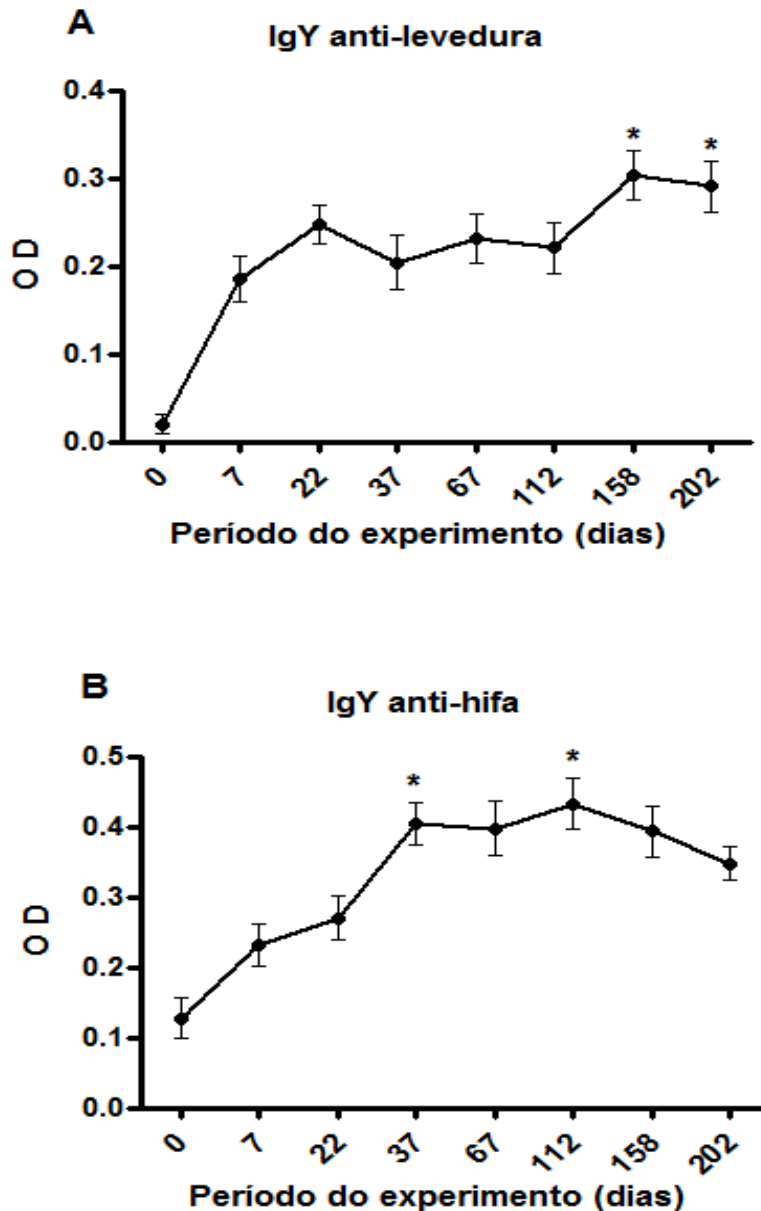 A
IgY anti-levedura
0.4
0.3
0.2
0.1
0.0
OD
* *
0 7 22 37 67 112 158 202
Período do experimento (dias)
B
IgY anti-hifa
0.5
0.4
0.3
0.2
0.1
0.0
OD
* *
0 7 22 37 67 112 158 202
Período do experimento (dias)